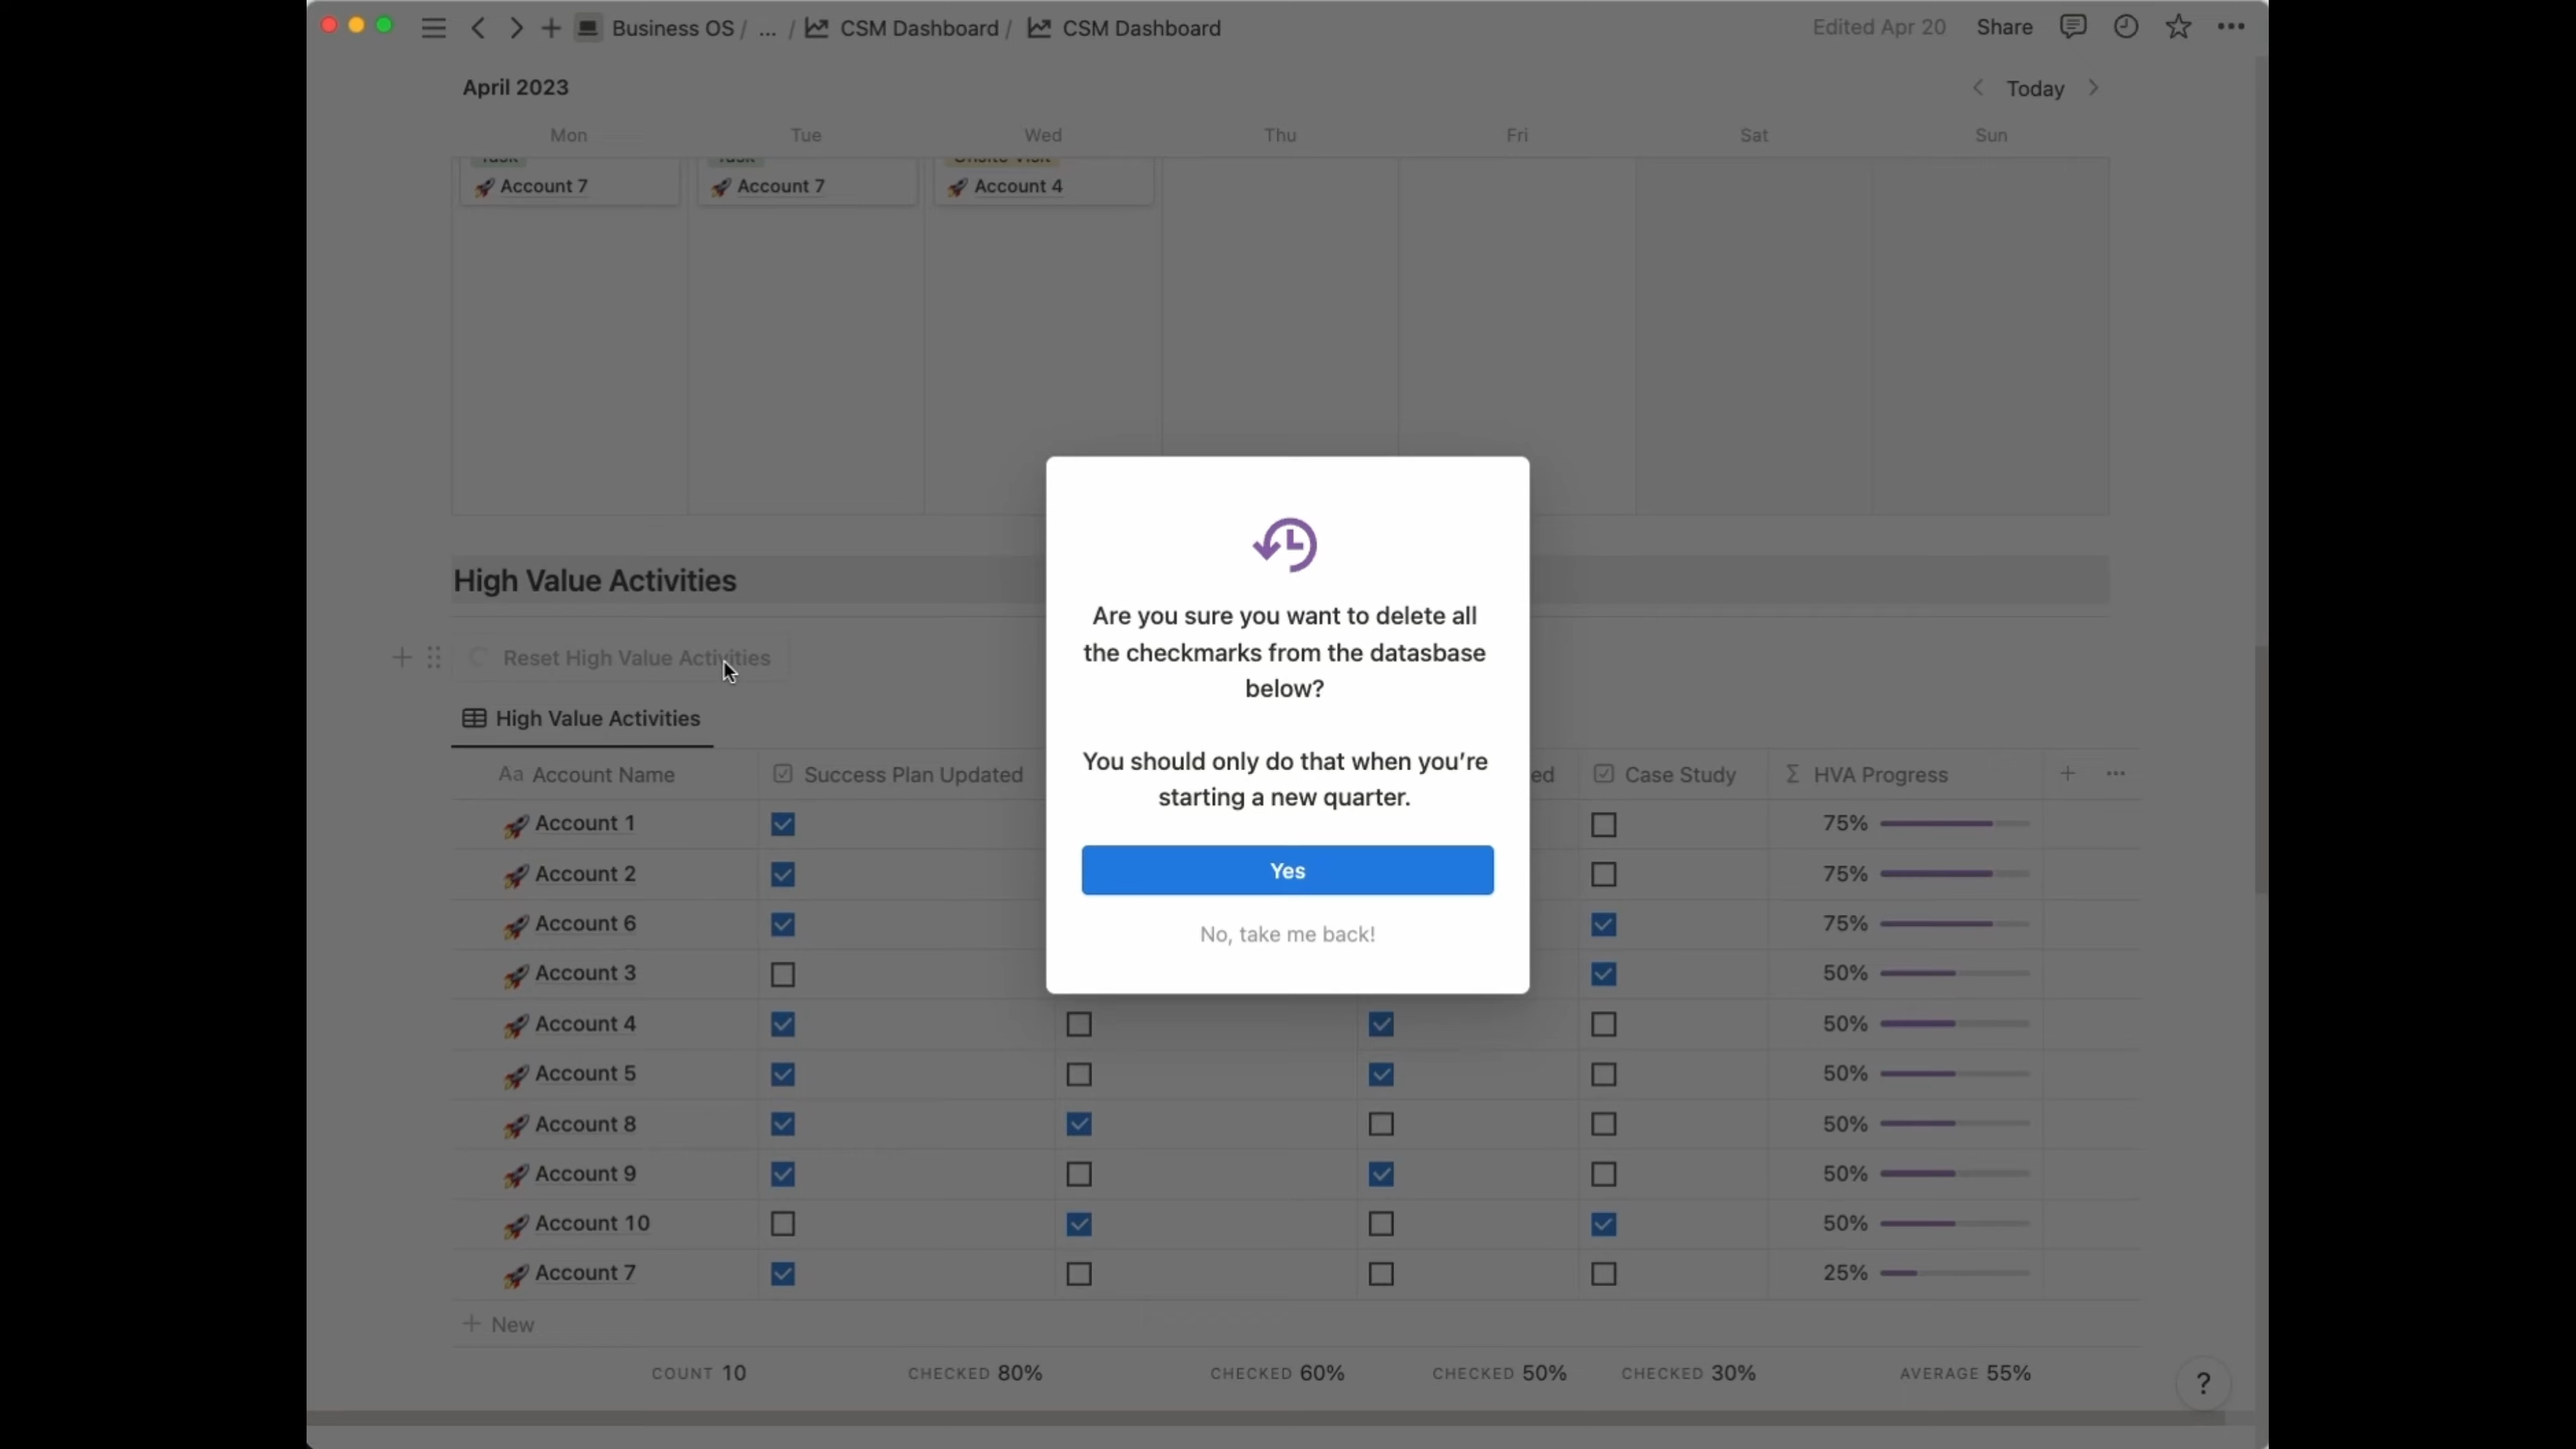 Business OS / ... / CSM Dashboard / CSM Dashboard
Edited Apr 20 Share
April 2023
Today
Mon Tue Wed Thu Fri Sat Sun
Task Task Onsite Visit
Account 7 Account 7 Account 4
High Value Activities
Reset High Value Activities
High Value Activities
Are you sure you want to delete all
the checkmarks from the datasbase
below?
You should only do that when you’re
starting a new quarter.
Yes
No, take me back!
Aa Account Name Success Plan Updated ed Case Study Σ HVA Progress
Account 1 75%
Account 2 75%
Account 6 75%
Account 3 50%
Account 4 50%
Account 5 50%
Account 8 50%
Account 9 50%
Account 10 50%
Account 7 25%
+ New
COUNT 10 CHECKED 80% CHECKED 60% CHECKED 50% CHECKED 30% AVERAGE 55%
?